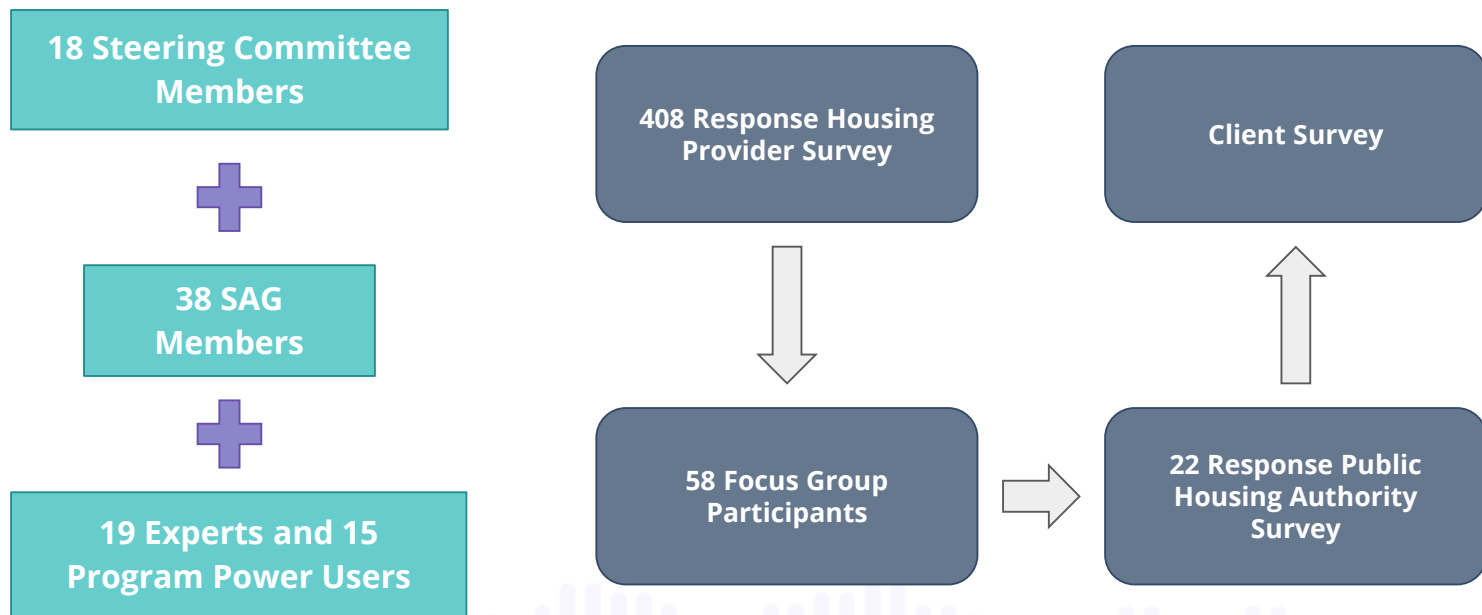 18 Steering Committee
Members
38 SAG
Members
19 Experts and 15
Program Power Users
408 Response Housing
Provider Survey
58 Focus Group
Participants
22 Response Public
Housing Authority
Survey
Client Survey